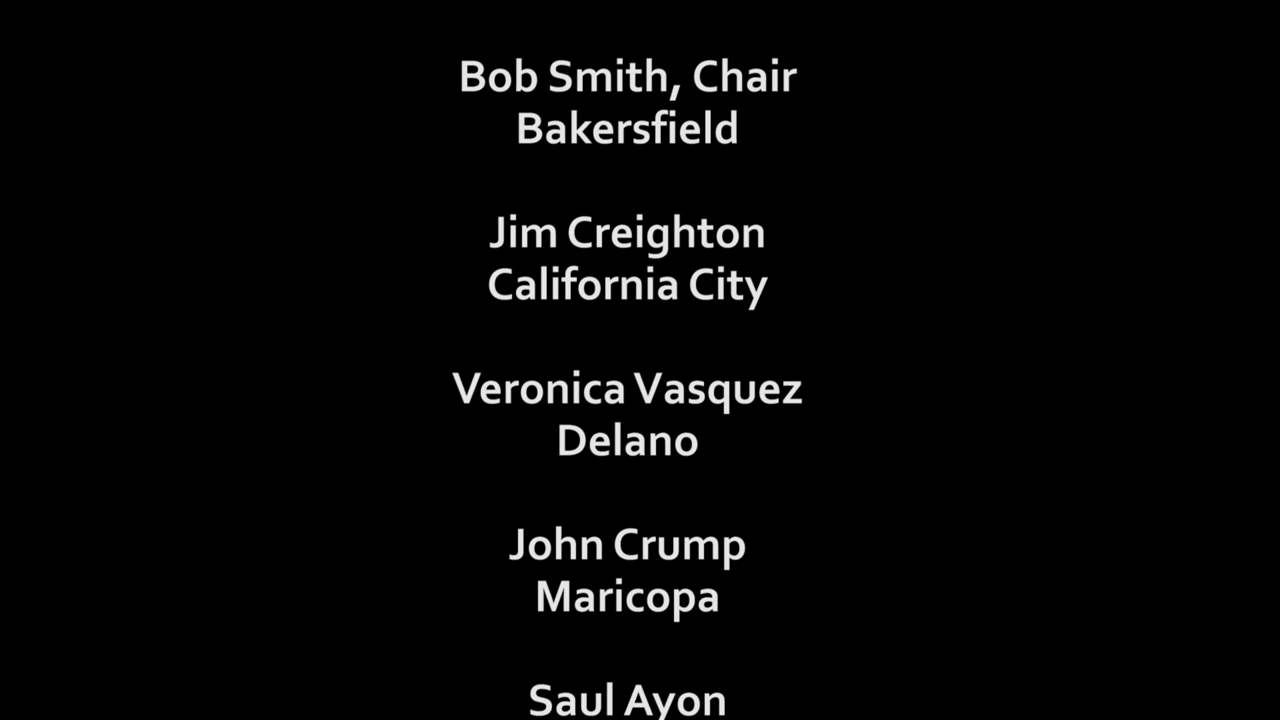 Bob Smith, Chair
Bakersfield
Jim Creighton
California City
Veronica Vasquez
Delano
John Crump
Maricopa
Saul Ayon